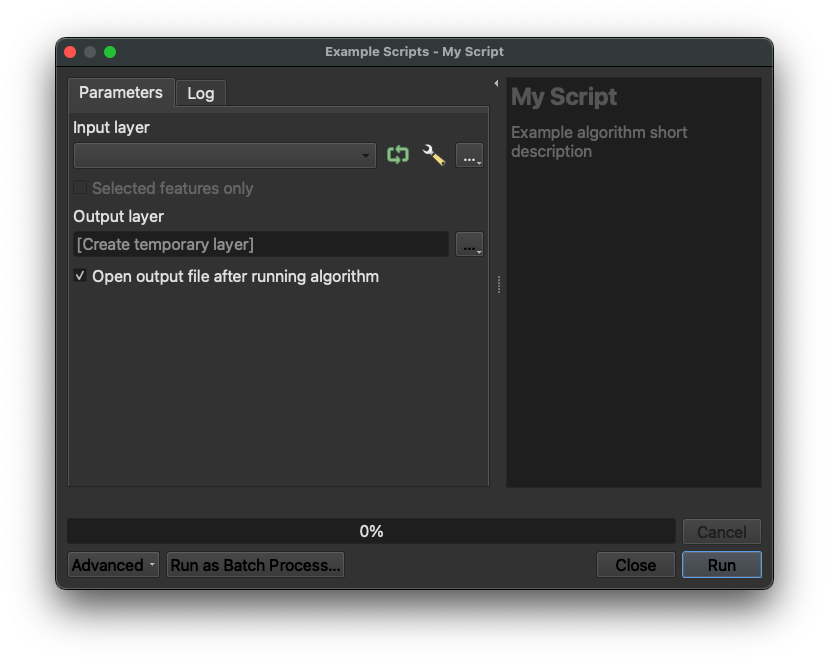 Example Scripts - My Script
Parameters
Log
Input layer
...
Selected features only
Output layer
[Create temporary layer]
...
Open output file after running algorithm
My Script
Example algorithm short
description
0%
Cancel
Advanced
Run as Batch Process...
Close
Run